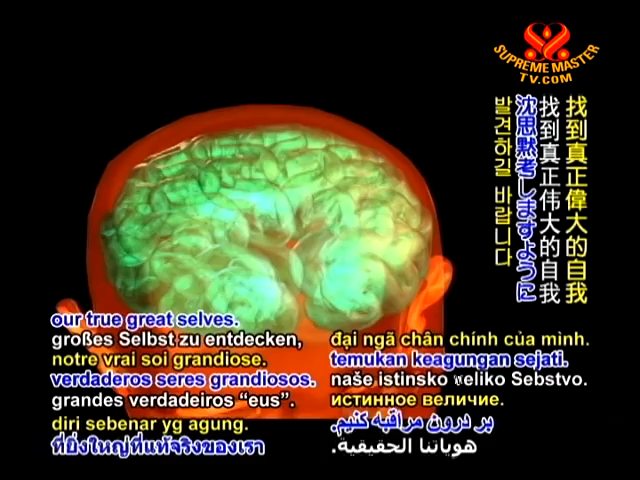 SUPREME MASTER
TV.COM
找到真正偉大的自我
找到真正伟大的自我
沈思黙考しますように
발견하길 바랍니다
our true great selves.
großes Selbst zu entdecken,
notre vrai soi grandiose.
verdaderos seres grandiosos.
grandes verdadeiros “eus”.
diri sebenar yg agung.
ที่ยิ่งใหญ่ที่แท้จริงของเรา
đại ngã chân chính của mình.
temukan keagungan sejati.
naše istinsko veliko Sebstvo.
истинное величие.
بر درون مراقبه کنیم.
هوياتنا الحقيقية.